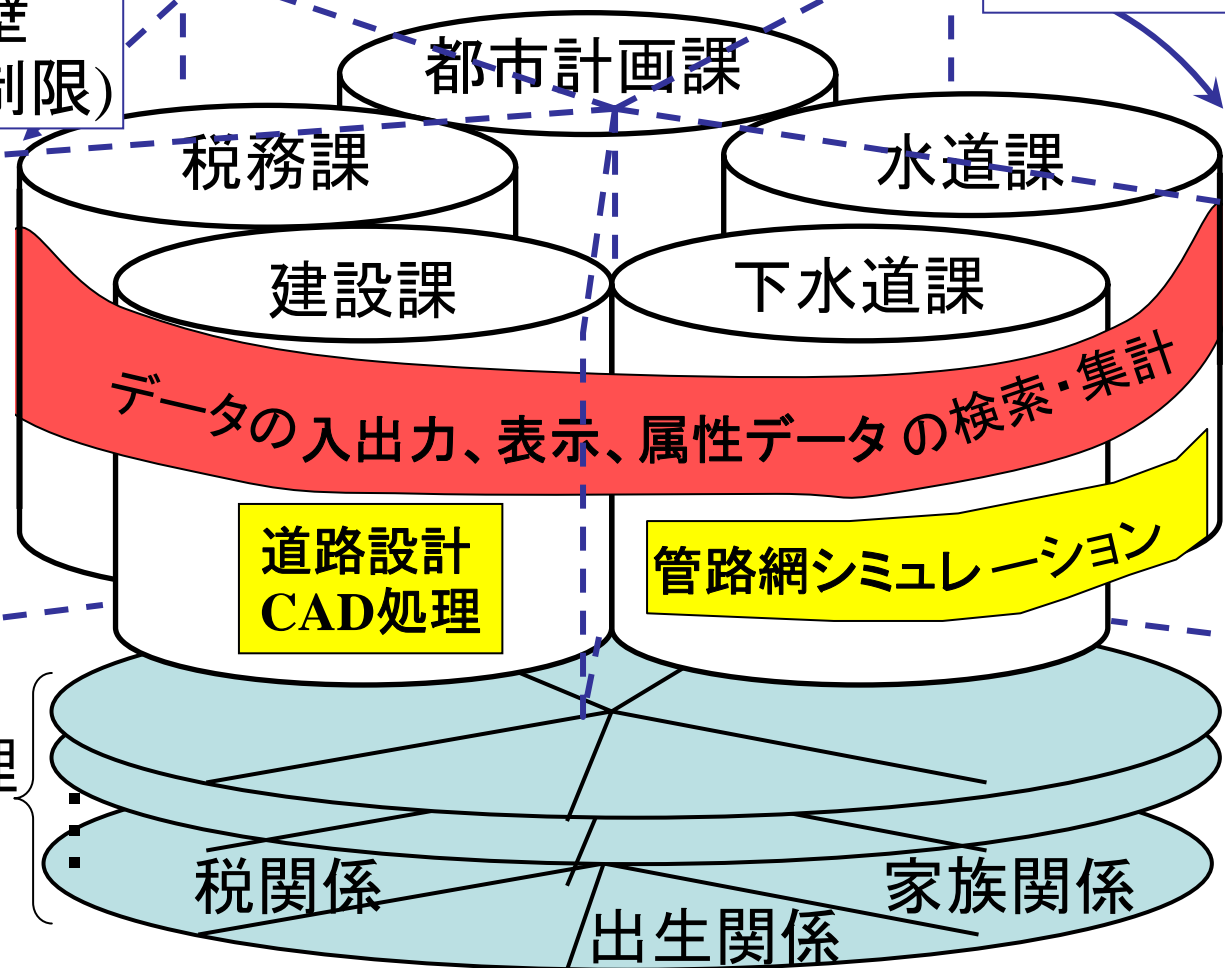 制限)
都市計画課
税務課
水道課
建設課
下水道課
データの入出力、表示、属性データの検索・集計
道路設計
CAD処理
管路網シミュレーション
理
税関係
家族関係
出生関係